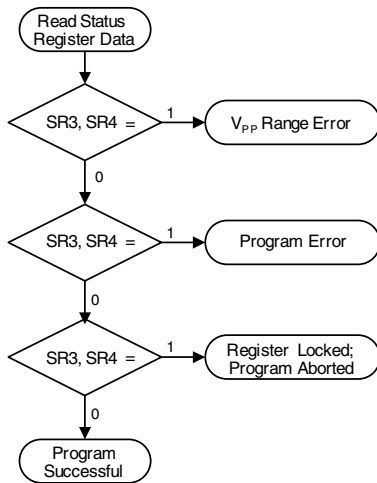 Read Status
Register Data
SR3, SR4 =
1
V_PP Range Error
0
SR3, SR4 =
1
Program Error
0
SR3, SR4 =
1
Register Locked;
Program Aborted
0
Program
Successful